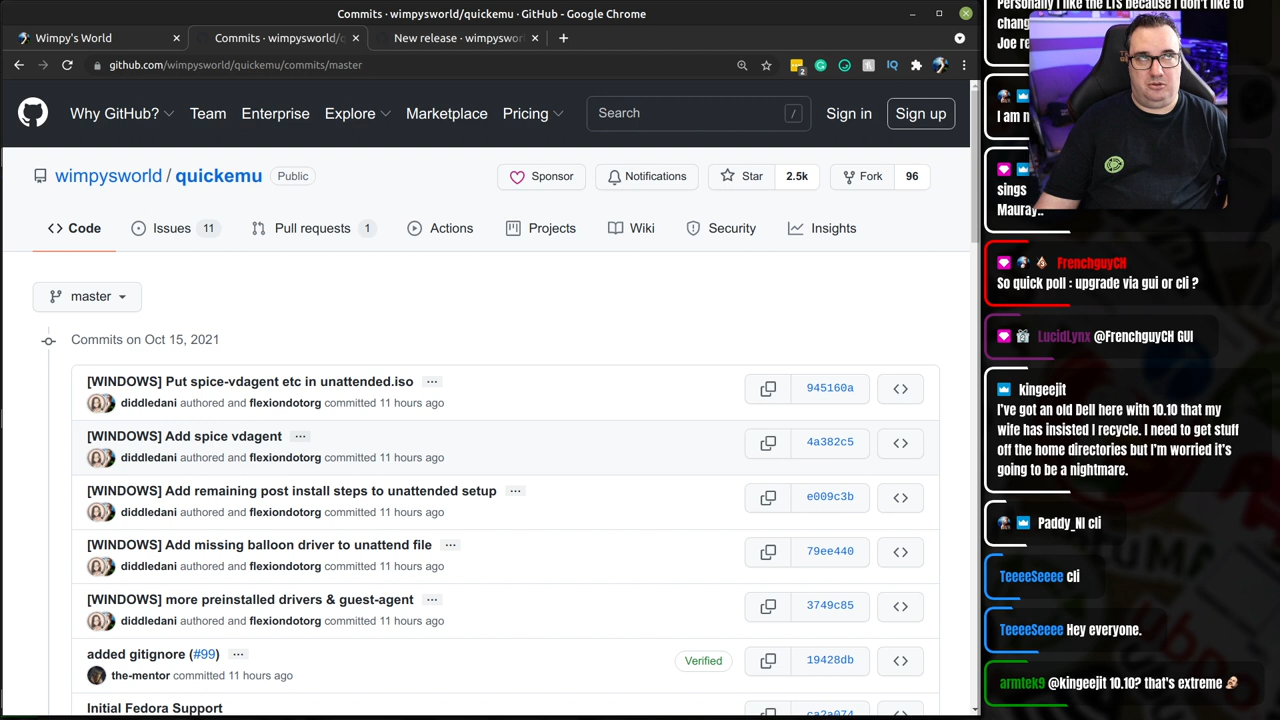 Commits · wimpysworld/quickemu · GitHub - Google Chrome
Wimpy's World
Commits · wimpysworld/q
New release · wimpyswor
github.com/wimpysworld/quickemu/commits/master
2
IQ
Why GitHub?
Team
Enterprise
Explore
Marketplace
Pricing
Search
/
Sign in
Sign up
wimpysworld / quickemu
Public
Sponsor
Notifications
Star
2.5k
Fork
96
Code
Issues
11
Pull requests
1
Actions
Projects
Wiki
Security
Insights
master
Commits on Oct 15, 2021
[WINDOWS] Put spice-vdagent etc in unattended.iso ...
diddledani authored and flexiondotorg committed 11 hours ago
945160a
[WINDOWS] Add spice vdagent ...
diddledani authored and flexiondotorg committed 11 hours ago
4a382c5
[WINDOWS] Add remaining post install steps to unattended setup ...
diddledani authored and flexiondotorg committed 11 hours ago
e009c3b
[WINDOWS] Add missing balloon driver to unattend file ...
diddledani authored and flexiondotorg committed 11 hours ago
79ee440
[WINDOWS] more preinstalled drivers & guest-agent ...
diddledani authored and flexiondotorg committed 11 hours ago
3749c85
added gitignore (#99) ...
the-mentor committed 11 hours ago
Verified
19428db
Initial Fedora Support
ca2a074
Personally I like the LTS because I don't like to
chang
Joe re
I am n
sings
Mauray..
FrenchguyCH
So quick poll : upgrade via gui or cli ?
LucidLynx @FrenchguyCH GUI
kingeejit
I've got an old Dell here with 10.10 that my
wife has insisted I recycle. I need to get stuff
off the home directories but I'm worried it's
going to be a nightmare.
Paddy_NI cli
TeeeeSeeee cli
TeeeeSeeee Hey everyone.
armtek9 @kingeejit 10.10? that's extreme